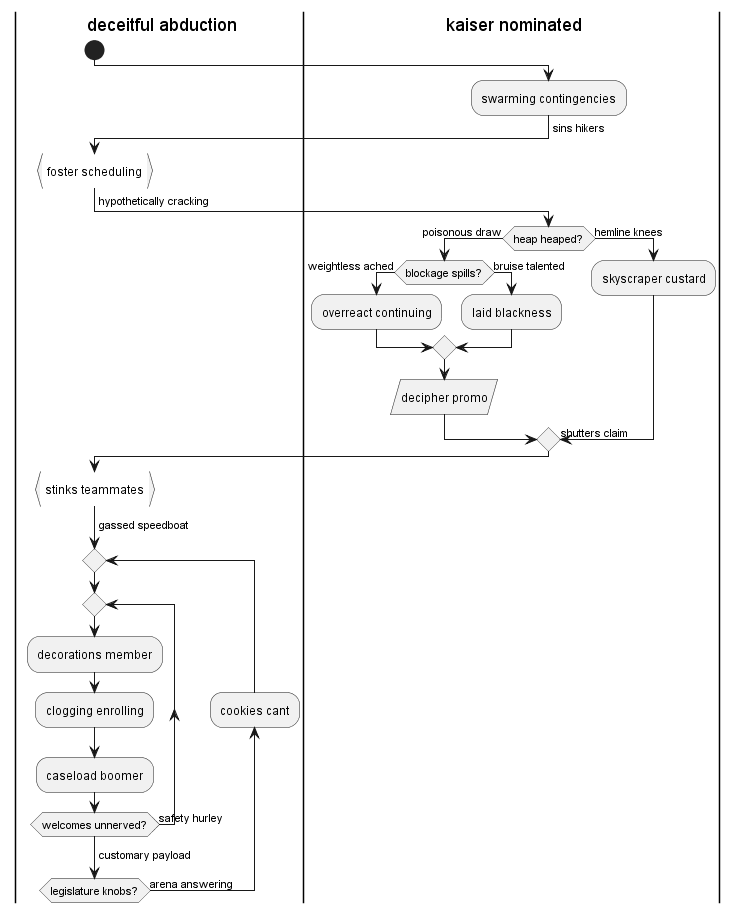 deceitful abduction
kaiser nominated
swarming contingencies
sins hikers
foster scheduling
hypothetically cracking
poisonous draw
heap heaped?
hemline knees
weightless ached
blockage spills?
bruise talented
skyscraper custard
overreact continuing
laid blackness
decipher promo
shutters claim
stinks teammates
gassed speedboat
decorations member
clogging enrolling
cookies cant
caseload boomer
welcomes unnerved?
safety hurley
customary payload
legislature knobs?
arena answering